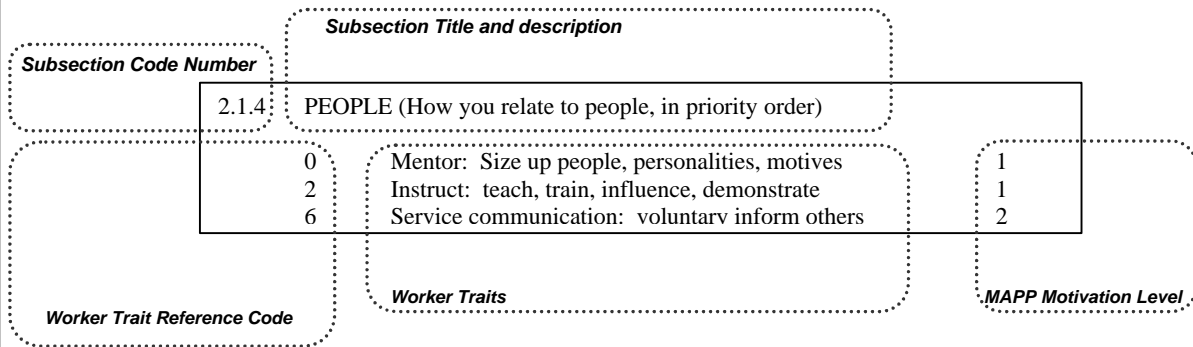 Subsection Title and description
Subsection Code Number
2.1.4 PEOPLE (How you relate to people, in priority order)
0 Mentor: Size up people, personalities, motives 1
2 Instruct: teach, train, influence, demonstrate 1
6 Service communication: voluntary inform others 2
Worker Traits
MAPP Motivation Level
Worker Trait Reference Code